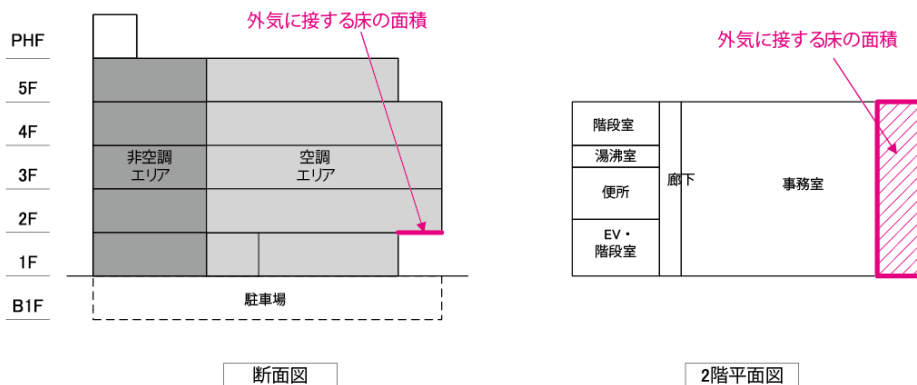 外気に接する床の面積
PHF
5F
4F
3F
2F
1F
B1F
非空調
エリア
空調
エリア
駐車場
断面図
外気に接する床の面積
階段室
湯沸室
便所
EV・
階段室
廊下
事務室
2階平面図